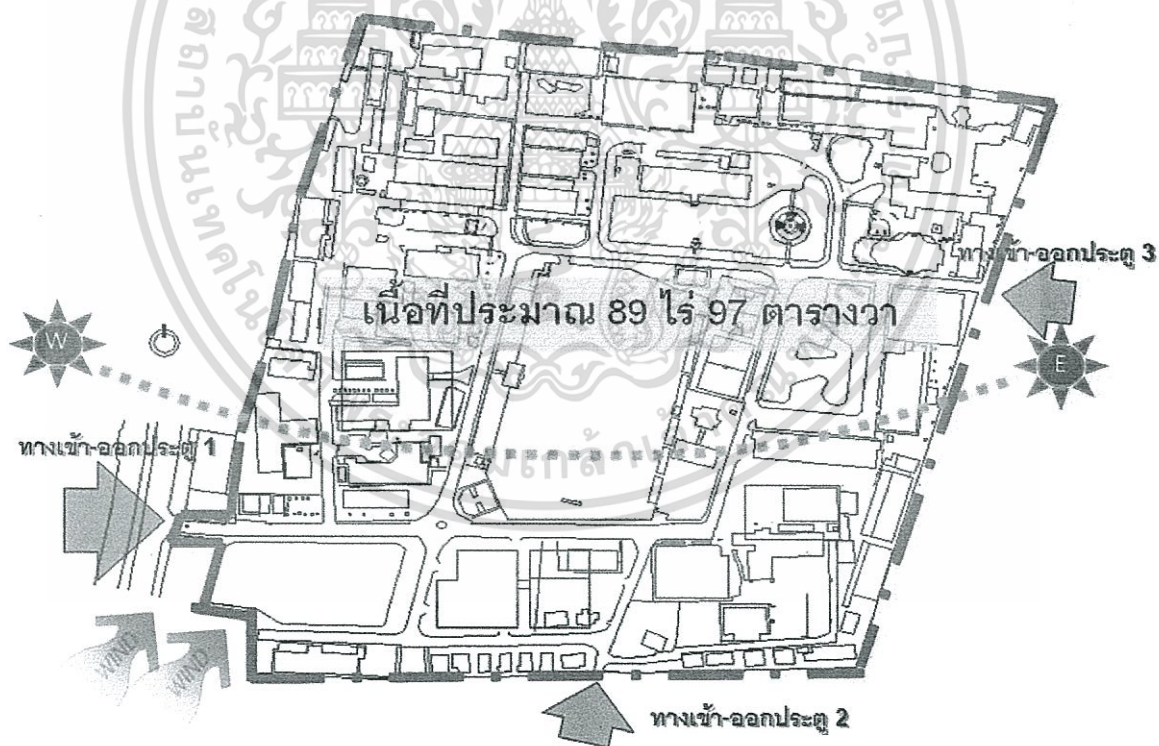 ทางเข้า-ออกประตู 3
เนื้อที่ประมาณ 89 ไร่ 97 ตารางวา
W
E
ทางเข้า-ออกประตู 1
WIND
WIND
ทางเข้า-ออกประตู 2